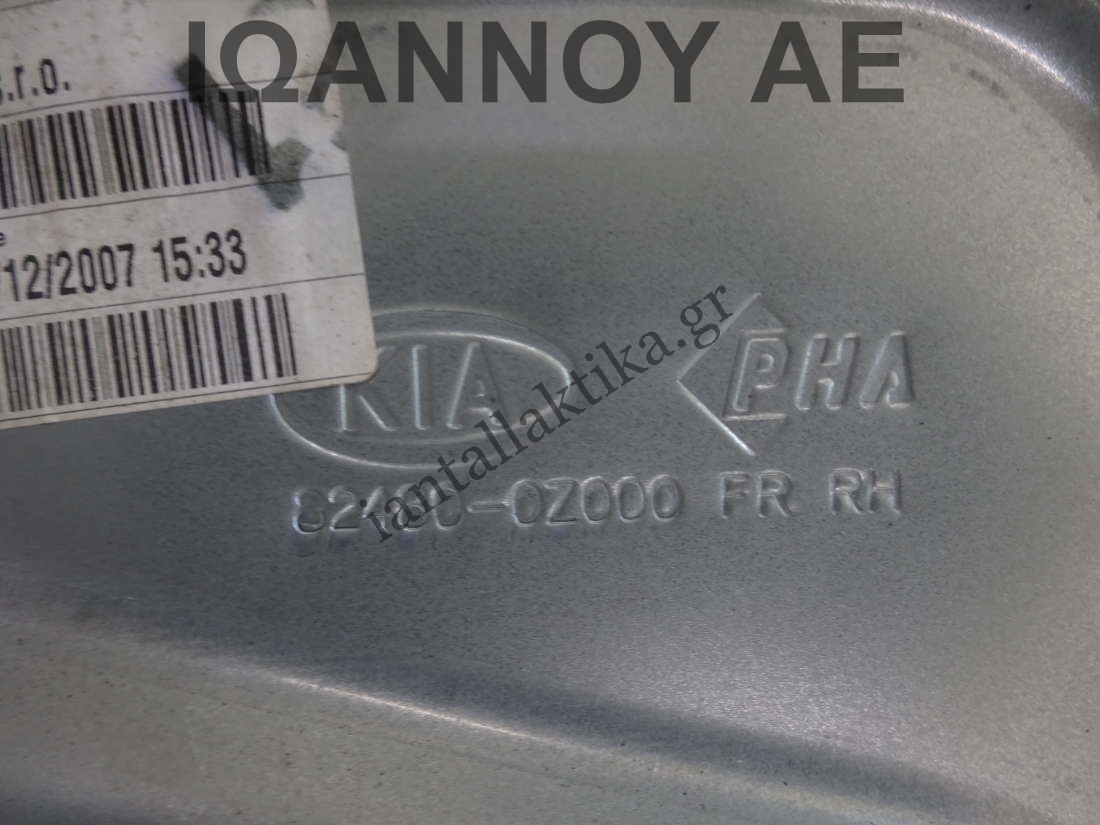 IQANNOY AE
s.r.o.
/12/2007 15:33
KIA PHA
iantallaktika.gr
-0Z000 FR RH